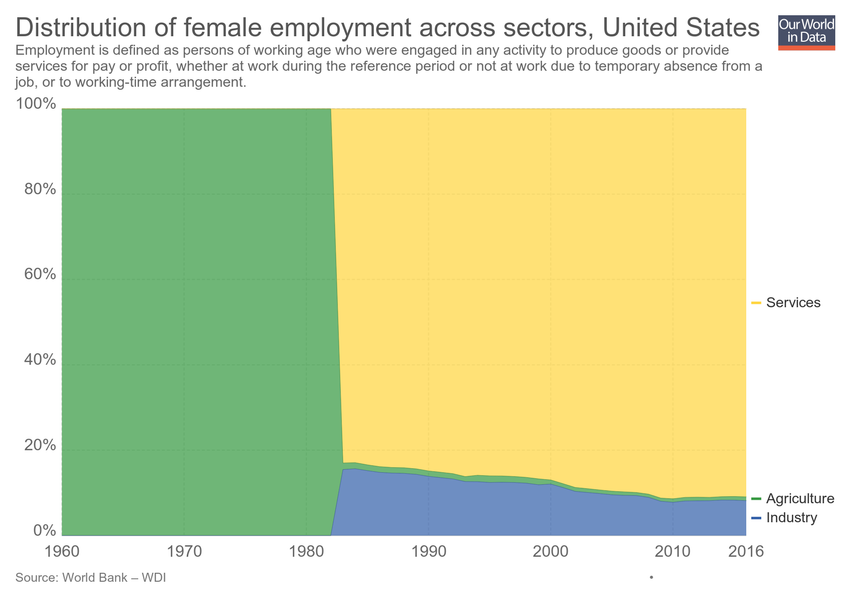 Distribution of female employment across sectors, United States
Our World
in Data
Employment is defined as persons of working age who were engaged in any activity to produce goods or provide
services for pay or profit, whether at work during the reference period or not at work due to temporary absence from a
job, or to working-time arrangement.
100%
80%
60%
40%
20%
0%
Services
Agriculture
Industry
1960 1970 1980 1990 2000 2010 2016
Source: World Bank – WDI